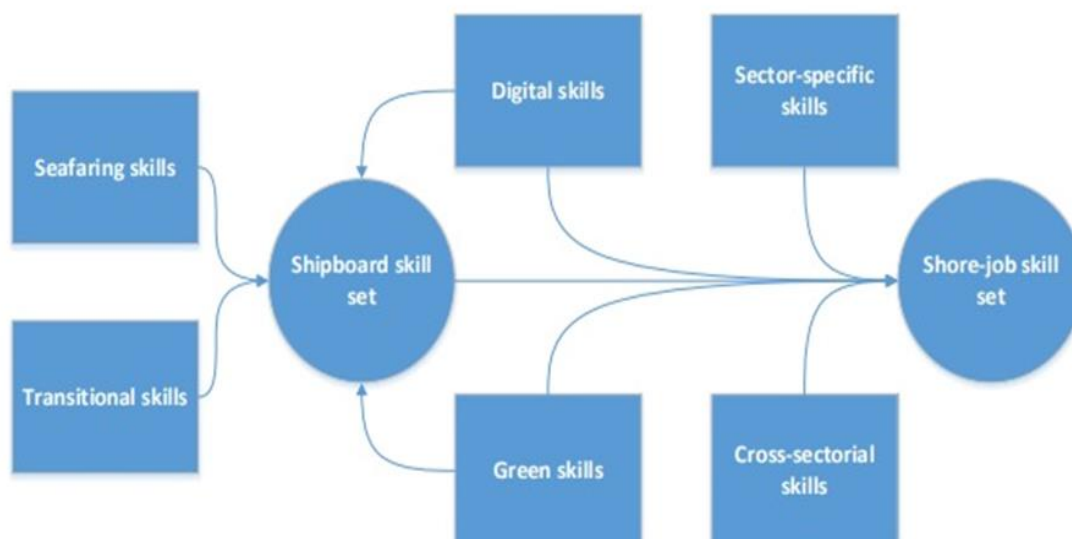 Digital skills
Sector-specific
skills
Seafaring skills
Shipboard skill
set
Shore-job skill
set
Transitional skills
Green skills
Cross-sectorial
skills